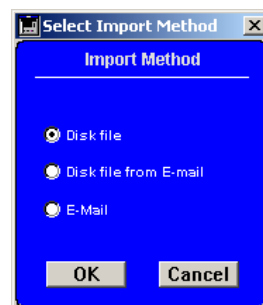 Select Import Method
Import Method
Disk file
Disk file from E-mail
E-Mail
OK
Cancel